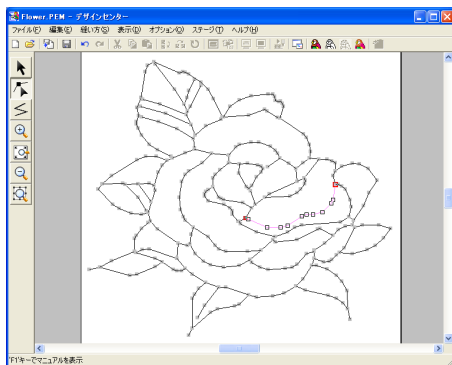 Flower.PEM - デザインセンター
ファイル(F) 編集(E) 縫い方(S) 表示(D) オプション(O) ステージ(T) ヘルプ(H)
'F1'キーでマニュアルを表示